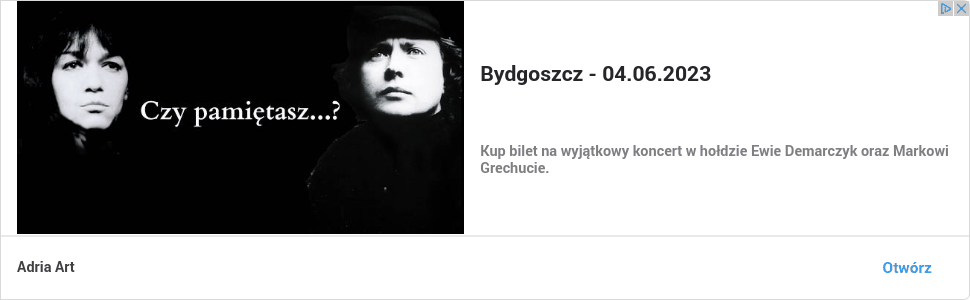 Czy pamiętasz...?
Bydgoszcz - 04.06.2023
Kup bilet na wyjątkowy koncert w hołdzie Ewie Demarczyk oraz Markowi
Grechucie.
Adria Art
Otwórz